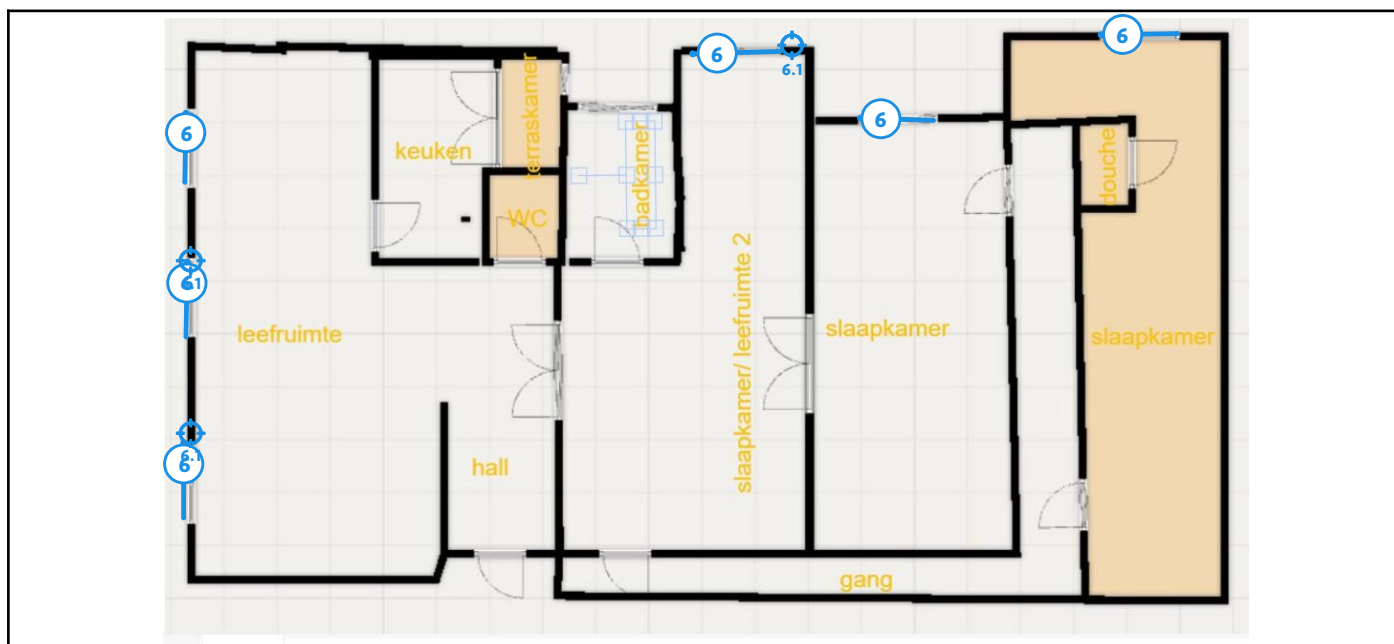 6
6
6.1
6
6
keuken
terraskamer
badkamer
douche
WC
6.1
6
slaapkamer/ leefruimte 2
leefruimte
slaapkamer
slaapkamer
6.1
6
hall
gang